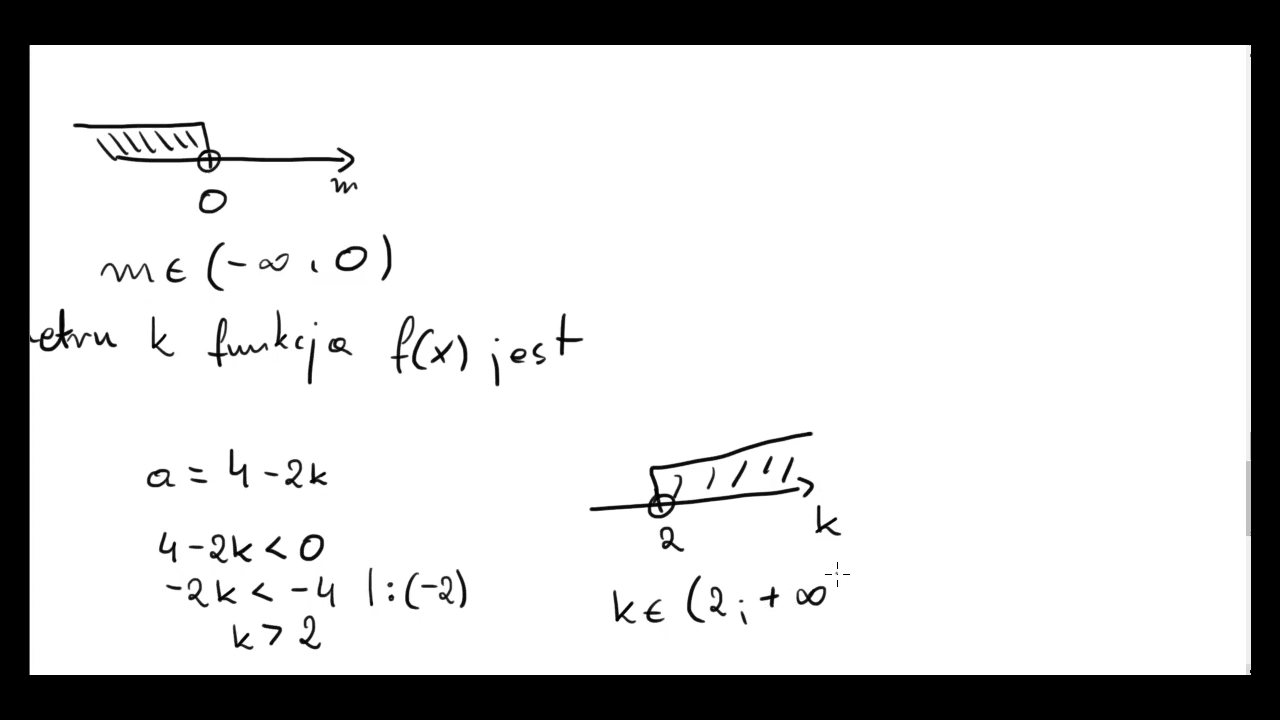 m
0
m ∈ (-∞, 0)
etru k funkcja f(x) jest
a = 4 - 2k
4 - 2k < 0
-2k < -4 |:(-2)
k > 2
2
k
k ∈ (2; + ∞